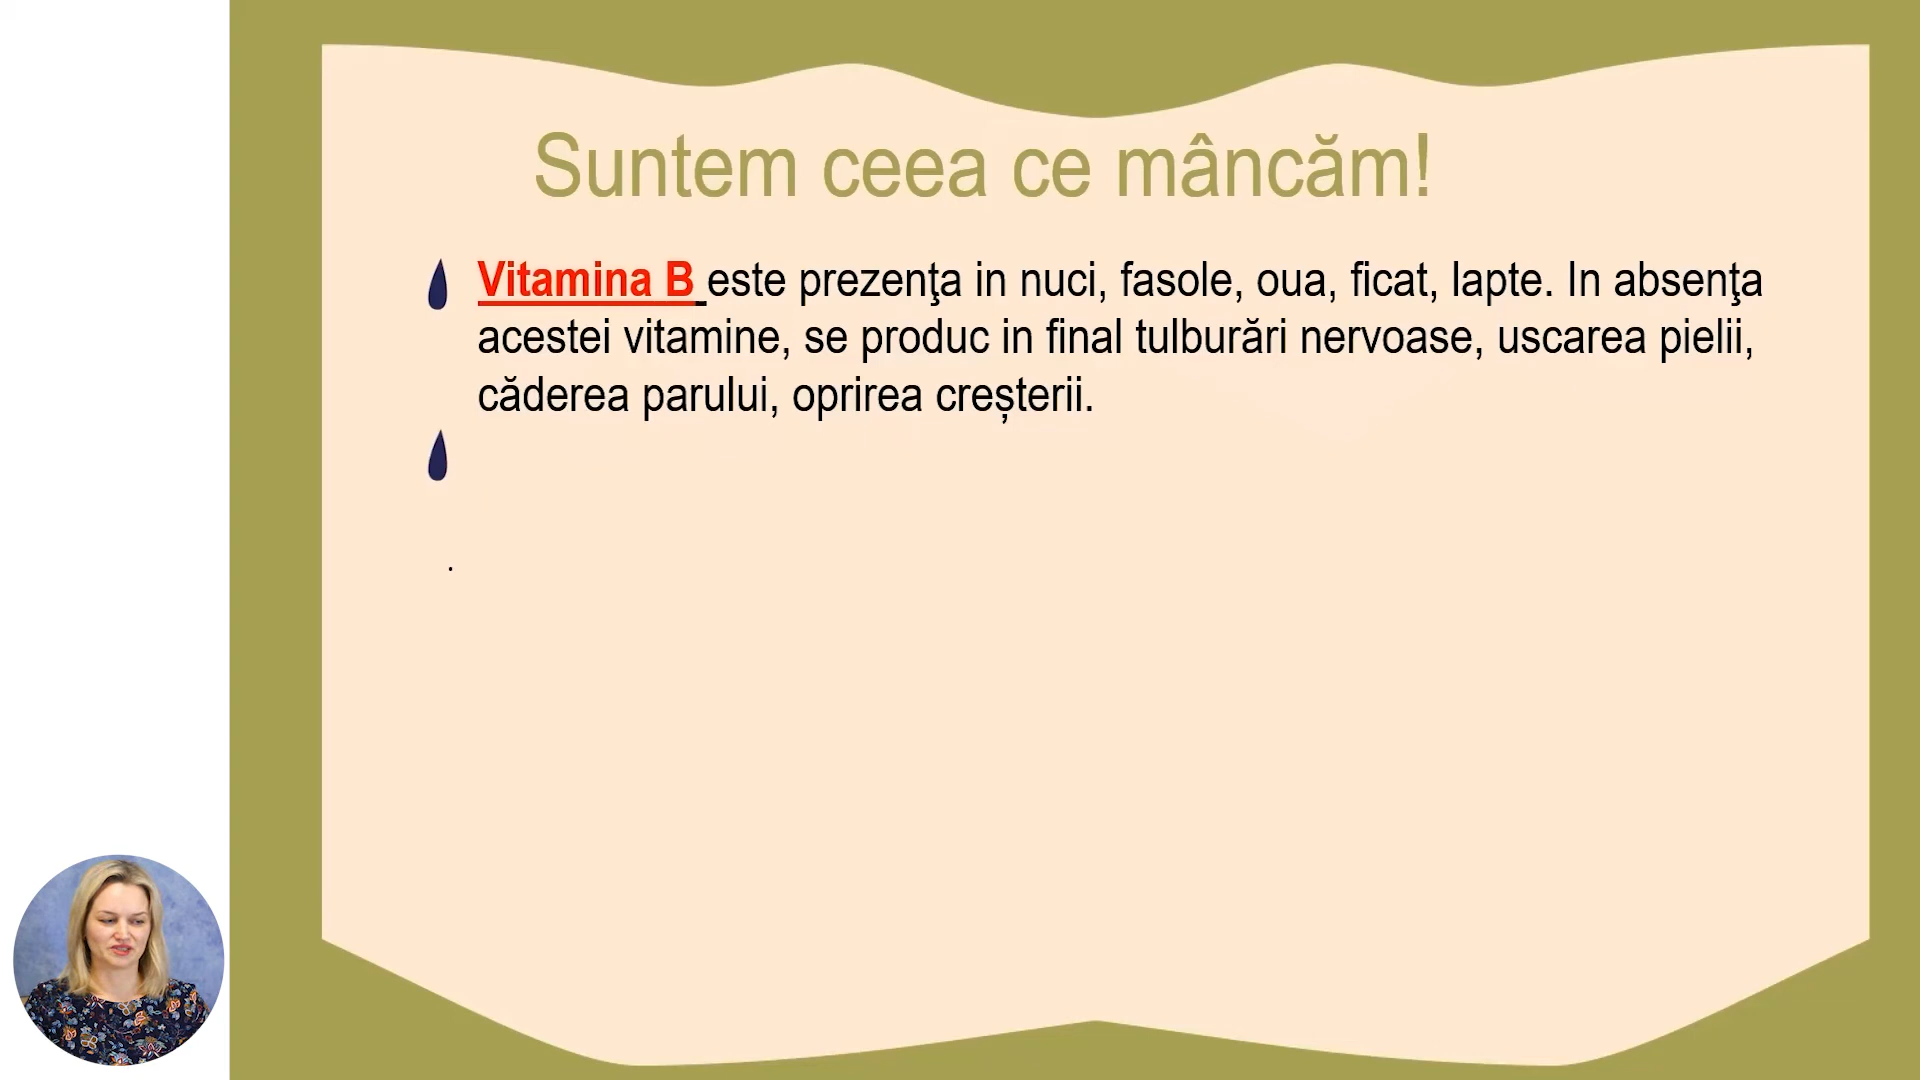 Suntem ceea ce mâncăm!
Vitamina B este prezenţa in nuci, fasole, oua, ficat, lapte. In absenţa
acestei vitamine, se produc in final tulburări nervoase, uscarea pielii,
căderea parului, oprirea creșterii.
.